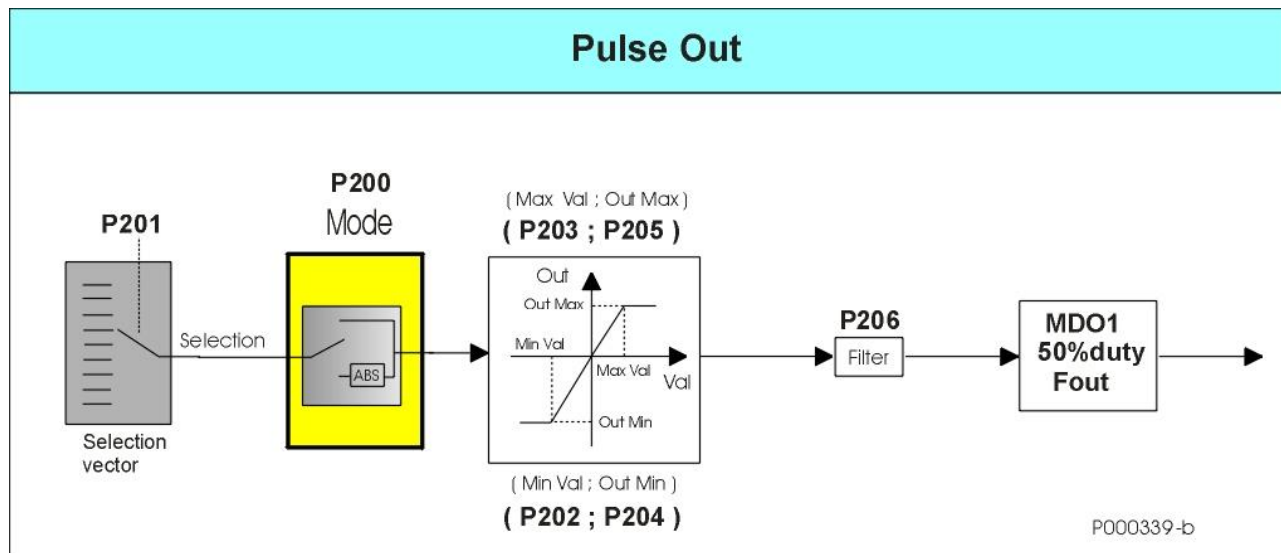 Pulse Out
P201
Selection
vector
Selection
P200
Mode
ABS
( Max Val ; Out Max )
( P203 ; P205 )
Out
Out Max
Min Val
Max Val
Val
Out Min
( Min Val ; Out Min )
( P202 ; P204 )
P206
Filter
MDO1
50%duty
Fout
P000339-b